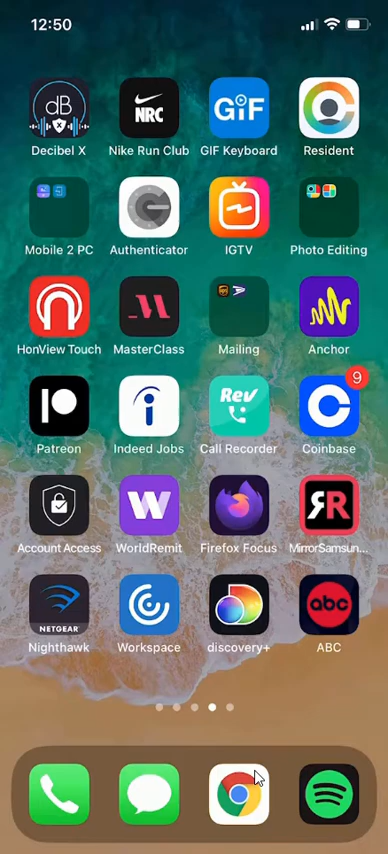 12:50
dB
NRC
GiF
Decibel X
Nike Run Club
GIF Keyboard
Resident
Mobile 2 PC
Authenticator
IGTV
Photo Editing
HonView Touch
MasterClass
Mailing
Anchor
Rev
9
Patreon
Indeed Jobs
Call Recorder
Coinbase
Account Access
WorldRemit
Firefox Focus
MirrorSamsun...
NETGEAR
abc
Nighthawk
Workspace
discovery+
ABC